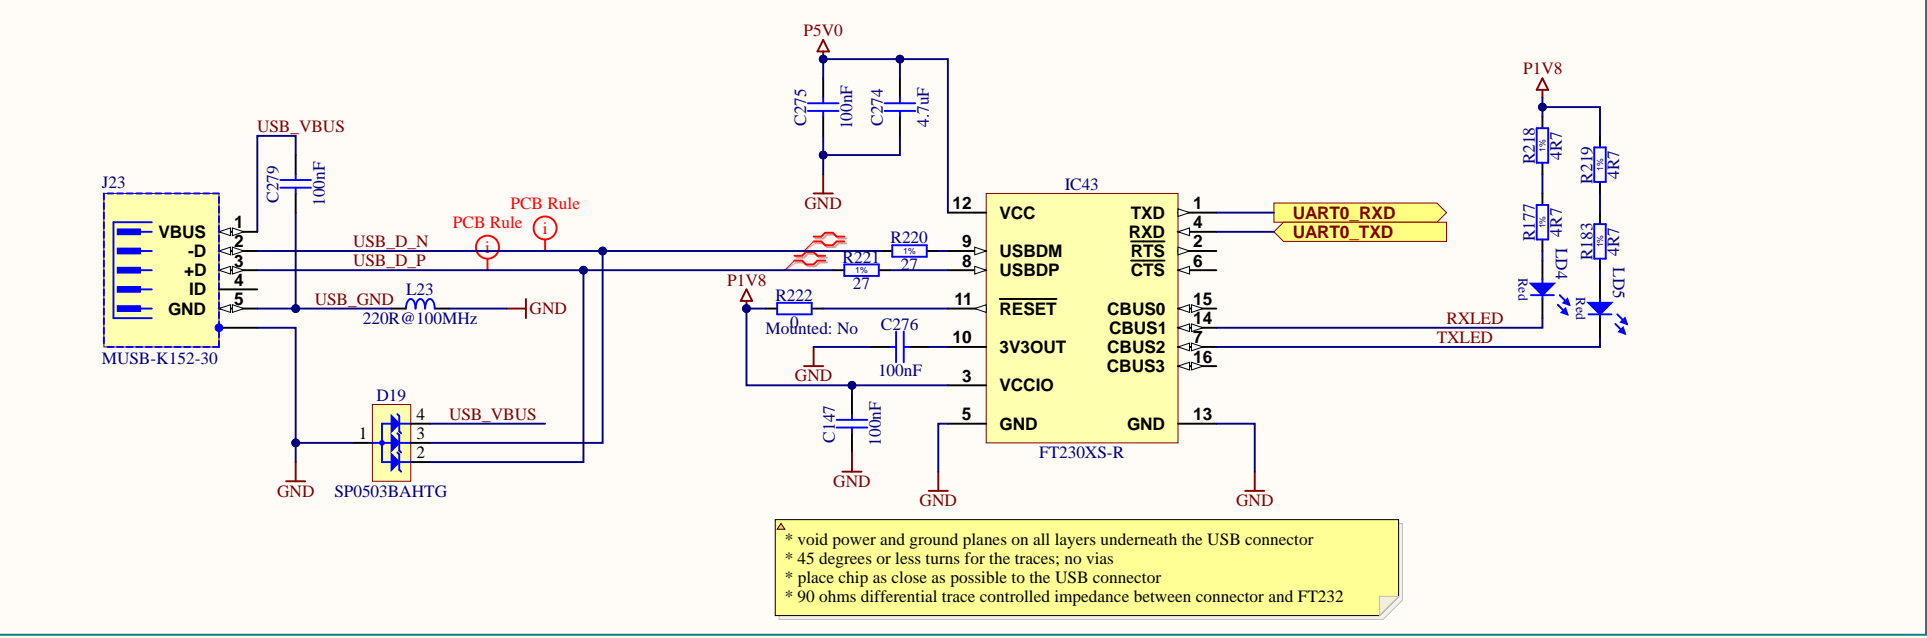 P5V0
C275
100nF
C274
4.7uF
GND
P1V8
R218
4R7
R219
4R7
R177
4R7
R183
4R7
LD4
Red
LD5
Red
RXLED
TXLED
USB_VBUS
C279
100nF
J23
VBUS 1
-D 2
+D 3
ID 4
GND 5
MUSB-K152-30
USB_D_N
USB_D_P
PCB Rule
i
PCB Rule
i
USB_GND
L23
220R@100MHz
GND
R220
1%
27
R221
1%
27
P1V8
R222
0
Mounted: No
C276
100nF
GND
C147
100nF
GND
IC43
12 VCC
9 USBDM
8 USBDP
11 RESET
10 3V3OUT
3 VCCIO
5 GND
TXD 1
RXD 4
RTS 2
CTS 6
CBUS0 15
CBUS1 14
CBUS2 7
CBUS3 16
GND 13
FT230XS-R
UART0_RXD
UART0_TXD
GND
GND
D19
1
4
3
2
USB_VBUS
SP0503BAHTG
GND
1%
1%
1%
1%
* void power and ground planes on all layers underneath the USB connector
* 45 degrees or less turns for the traces; no vias
* place chip as close as possible to the USB connector
* 90 ohms differential trace controlled impedance between connector and FT232